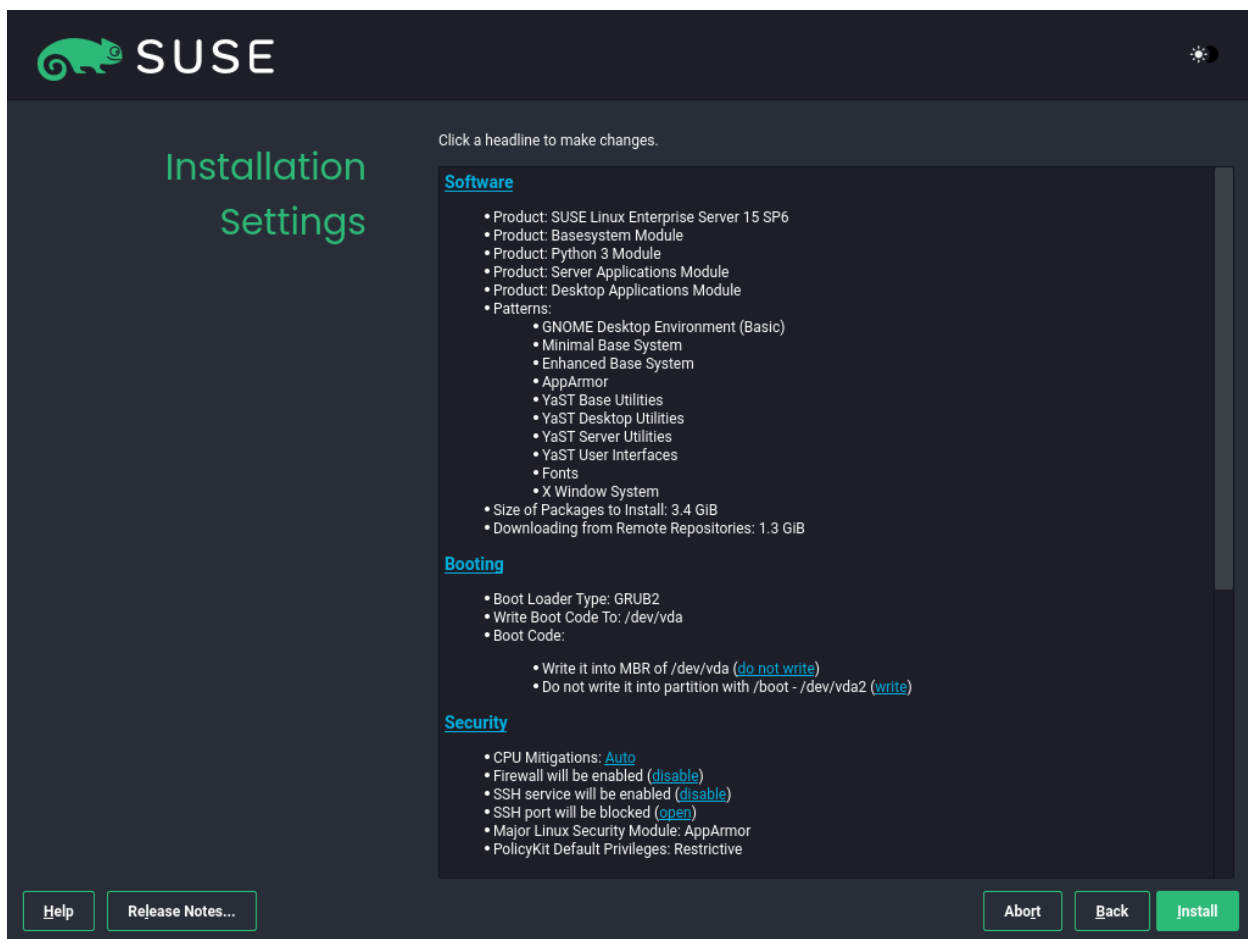 SUSE
Installation
Settings
Click a headline to make changes.
Software
• Product: SUSE Linux Enterprise Server 15 SP6
• Product: Basesystem Module
• Product: Python 3 Module
• Product: Server Applications Module
• Product: Desktop Applications Module
• Patterns:
• GNOME Desktop Environment (Basic)
• Minimal Base System
• Enhanced Base System
• AppArmor
• YaST Base Utilities
• YaST Desktop Utilities
• YaST Server Utilities
• YaST User Interfaces
• Fonts
• X Window System
• Size of Packages to Install: 3.4 GiB
• Downloading from Remote Repositories: 1.3 GiB
Booting
• Boot Loader Type: GRUB2
• Write Boot Code To: /dev/vda
• Boot Code:
• Write it into MBR of /dev/vda (do not write)
• Do not write it into partition with /boot - /dev/vda2 (write)
Security
• CPU Mitigations: Auto
• Firewall will be enabled (disable)
• SSH service will be enabled (disable)
• SSH port will be blocked (open)
• Major Linux Security Module: AppArmor
• PolicyKit Default Privileges: Restrictive
Help
Release Notes...
Abort
Back
Install